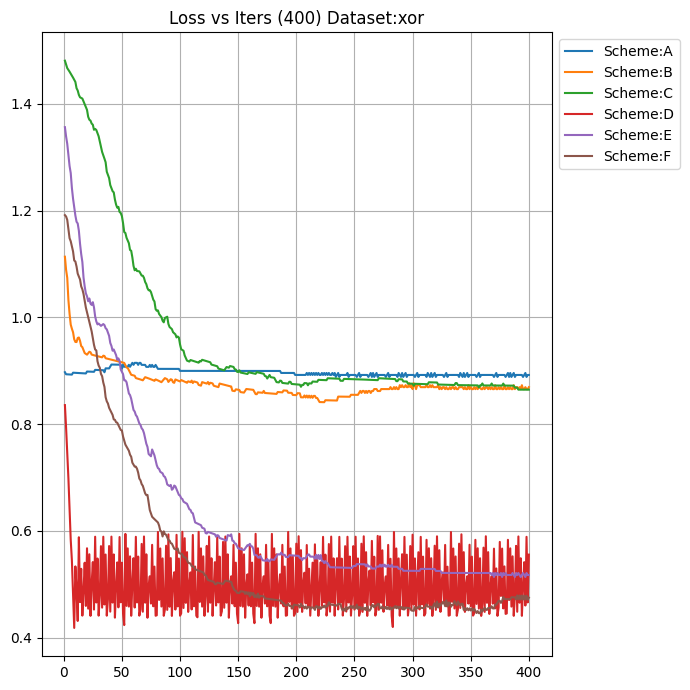 Loss vs Iters (400) Dataset:xor
Scheme:A
Scheme:B
Scheme:C
Scheme:D
Scheme:E
Scheme:F
1.4
1.2
1.0
0.8
0.6
0.4
0 50 100 150 200 250 300 350 400